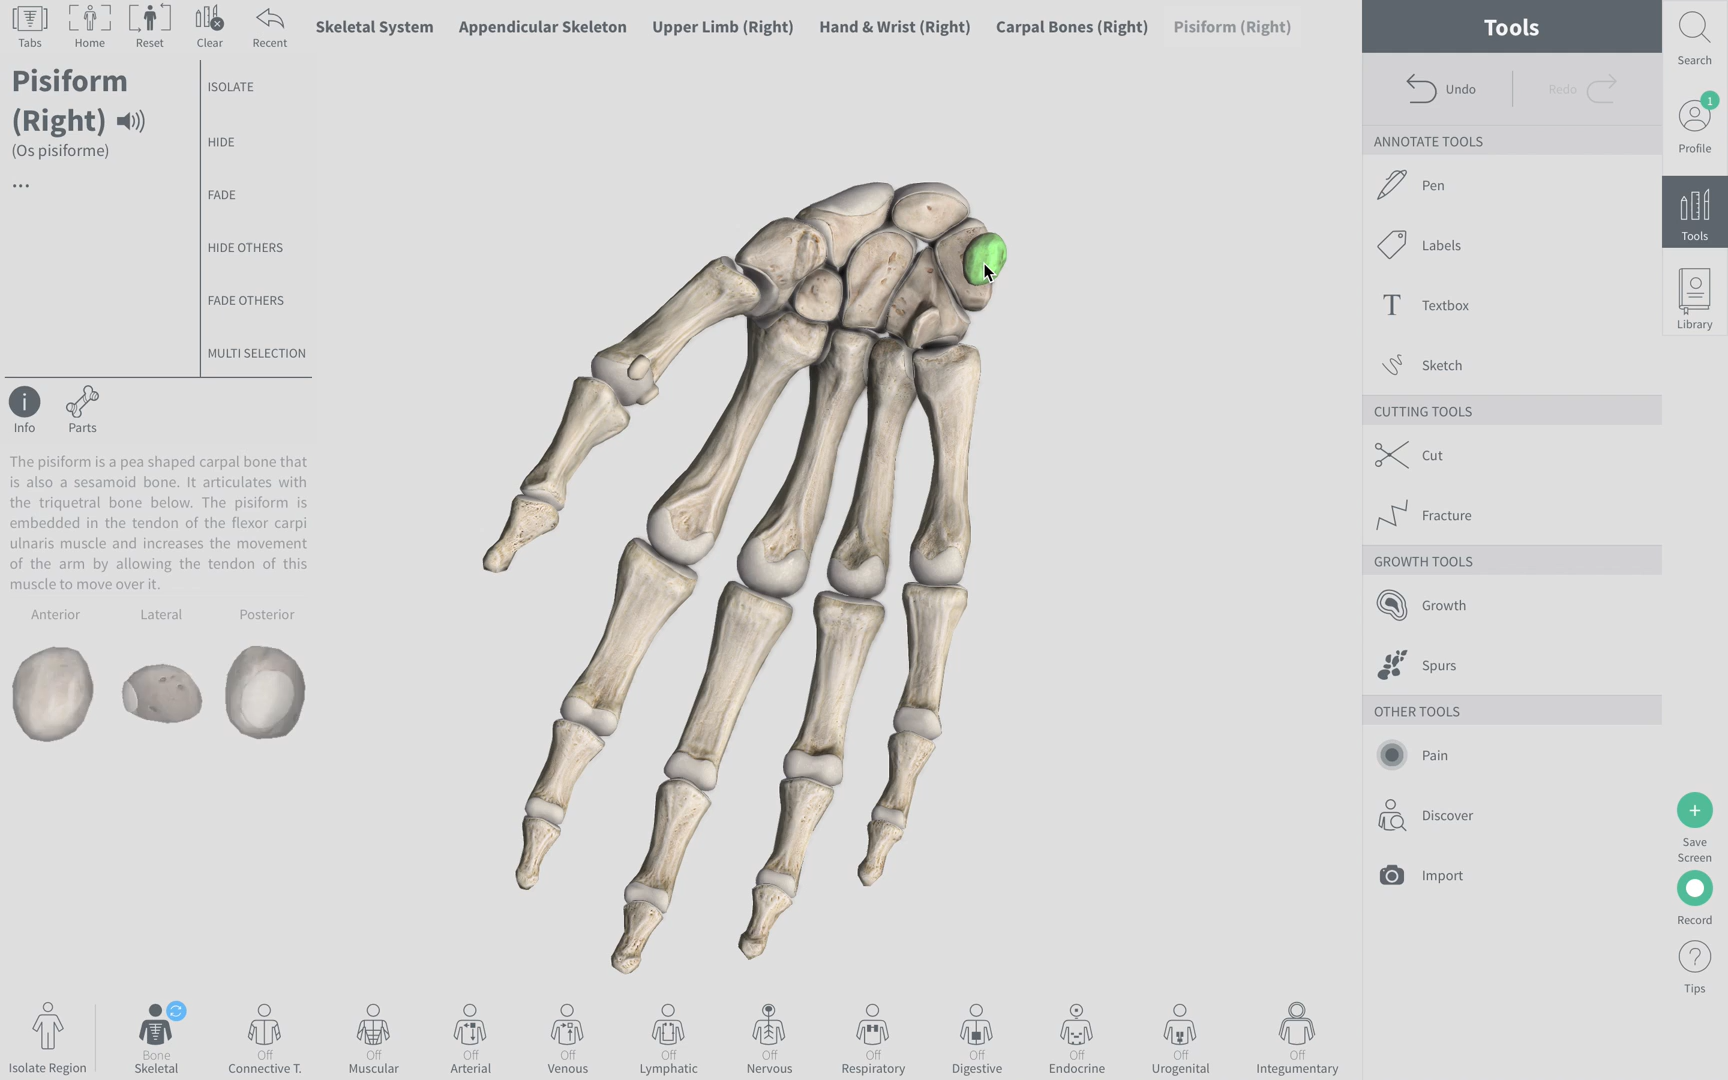 Tabs
Home
Reset
Clear
Recent
Skeletal System
Appendicular Skeleton
Upper Limb (Right)
Hand & Wrist (Right)
Carpal Bones (Right)
Pisiform (Right)
Tools
Search
Pisiform
(Right)
(Os pisiforme)
...
ISOLATE
HIDE
FADE
HIDE OTHERS
FADE OTHERS
MULTI SELECTION
Info
Parts
The pisiform is a pea shaped carpal bone that
is also a sesamoid bone. It articulates with
the triquetral bone below. The pisiform is
embedded in the tendon of the flexor carpi
ulnaris muscle and increases the movement
of the arm by allowing the tendon of this
muscle to move over it.
Anterior
Lateral
Posterior
Undo
Redo
ANNOTATE TOOLS
Pen
Labels
Textbox
Sketch
CUTTING TOOLS
Cut
Fracture
GROWTH TOOLS
Growth
Spurs
OTHER TOOLS
Pain
Discover
Import
1
Profile
Tools
Library
Save
Screen
Record
Tips
Isolate Region
Bone
Skeletal
Off
Connective T.
Off
Muscular
Off
Arterial
Off
Venous
Off
Lymphatic
Off
Nervous
Off
Respiratory
Off
Digestive
Off
Endocrine
Off
Urogenital
Off
Integumentary